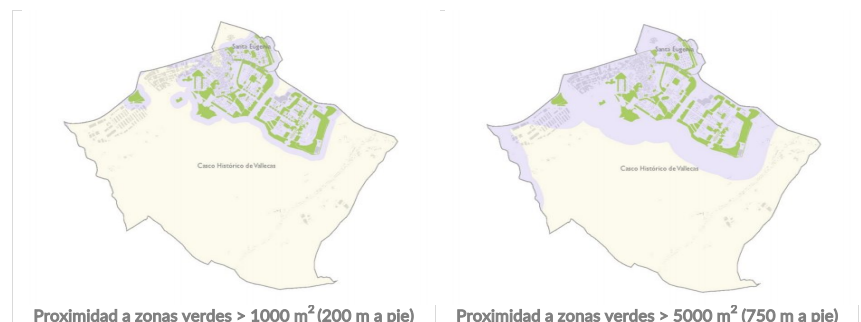 Santa Eugenia
Casco Histórico de Vallecas
Proximidad a zonas verdes > 1000 m² (200 m a pie)
Santa Eugenia
Casco Histórico de Vallecas
Proximidad a zonas verdes > 5000 m² (750 m a pie)